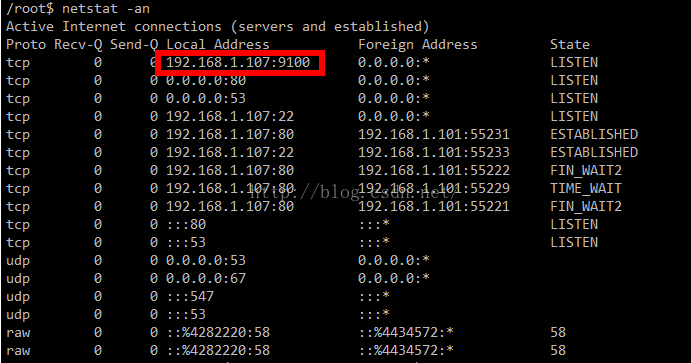 /root$ netstat -an
Active Internet connections (servers and established)
Proto Recv-Q Send-Q Local Address Foreign Address State
tcp 0 0 192.168.1.107:9100 0.0.0.0:* LISTEN
tcp 0 0 0.0.0.0:80 0.0.0.0:* LISTEN
tcp 0 0 0.0.0.0:53 0.0.0.0:* LISTEN
tcp 0 0 192.168.1.107:22 0.0.0.0:* LISTEN
tcp 0 0 192.168.1.107:80 192.168.1.101:55231 ESTABLISHED
tcp 0 0 192.168.1.107:22 192.168.1.101:55233 ESTABLISHED
tcp 0 0 192.168.1.107:80 192.168.1.101:55222 FIN_WAIT2
tcp 0 0 192.168.1.107:80 192.168.1.101:55229 TIME_WAIT
http://blog.csdn.net/
tcp 0 0 192.168.1.107:80 192.168.1.101:55221 FIN_WAIT2
tcp 0 0 :::80 :::* LISTEN
tcp 0 0 :::53 :::* LISTEN
udp 0 0 0.0.0.0:53 0.0.0.0:*
udp 0 0 0.0.0.0:67 0.0.0.0:*
udp 0 0 :::547 :::*
udp 0 0 :::53 :::*
raw 0 0 ::%4282220:58 ::%4434572:* 58
raw 0 0 ::%4282220:58 ::%4434572:* 58